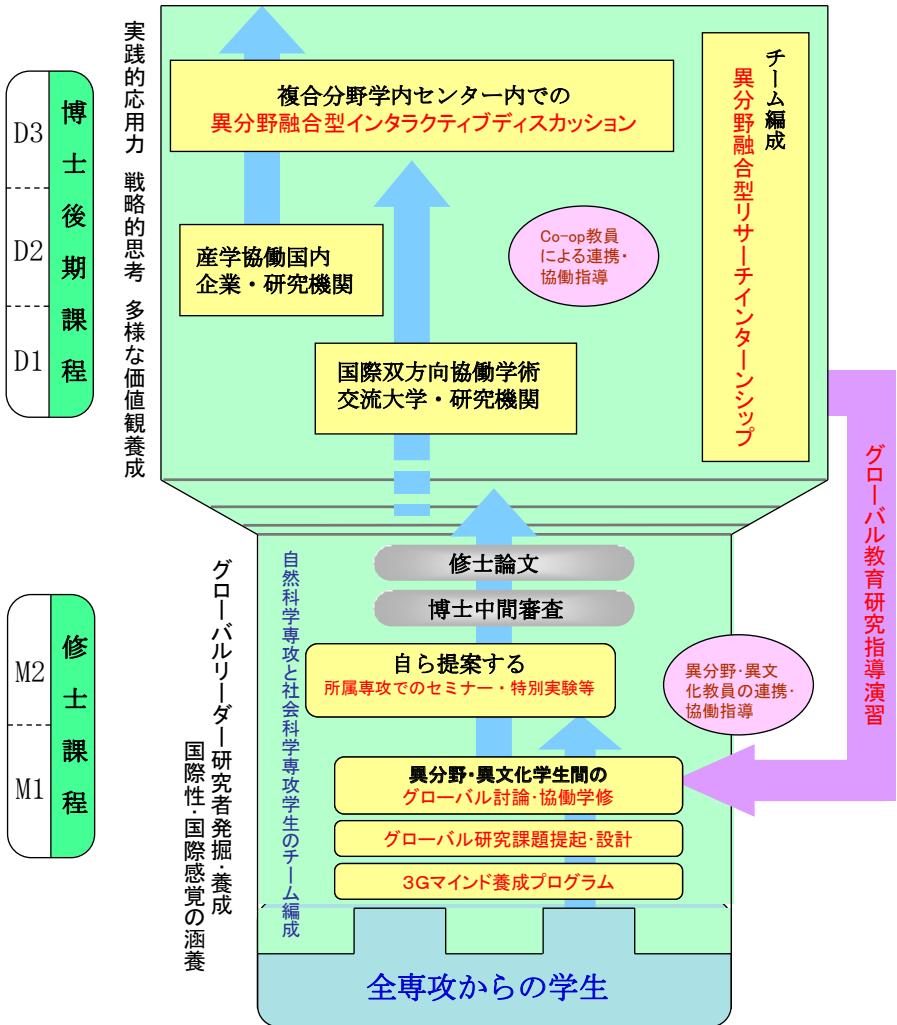 実践的応用力 戦略的思考 多様な価値観養成
博士後期課程
D3
D2
D1
複合分野学内センター内での
異分野融合型インタラクティブディスカッション
チーム編成
異分野融合型リサーチインターンシップ
産学協働国内
企業・研究機関
Co-op教員
による連携・
協働指導
国際双方向協働学術
交流大学・研究機関
グローバル教育研究指導演習
グローバルリーダー研究者発掘・養成
国際性・国際感覚の涵養
修士課程
M2
M1
自然科学専攻と社会科学専攻学生のチーム編成
修士論文
博士中間審査
自ら提案する
所属専攻でのセミナー・特別実験等
異分野・異文
化教員の連携・
協働指導
異分野・異文化学生間の
グローバル討論・協働学修
グローバル研究課題提起・設計
3Gマインド養成プログラム
全専攻からの学生